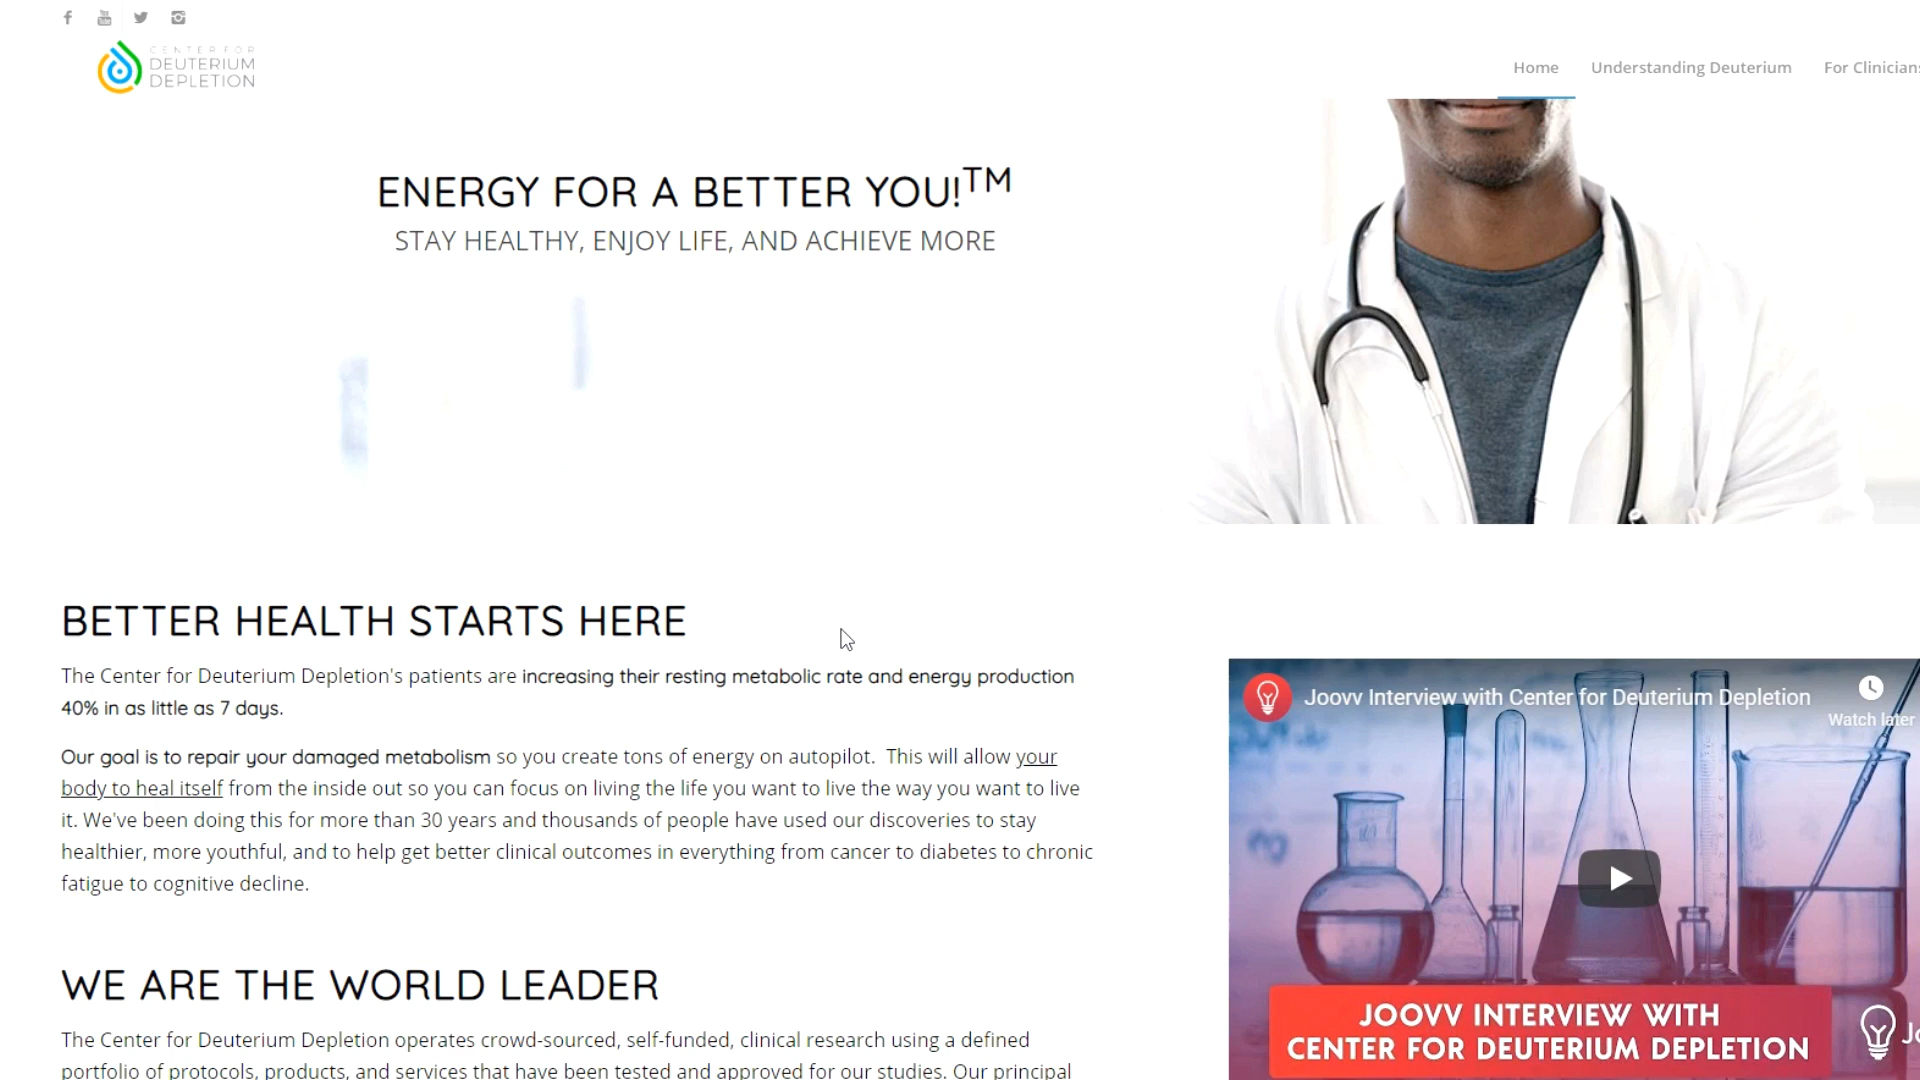 CENTER FOR
DEUTERIUM
DEPLETION
Home Understanding Deuterium For Clinicians
ENERGY FOR A BETTER YOU!TM
STAY HEALTHY, ENJOY LIFE, AND ACHIEVE MORE
BETTER HEALTH STARTS HERE
The Center for Deuterium Depletion's patients are increasing their resting metabolic rate and energy production
40% in as little as 7 days.
Our goal is to repair your damaged metabolism so you create tons of energy on autopilot. This will allow your
body to heal itself from the inside out so you can focus on living the life you want to live the way you want to live
it. We've been doing this for more than 30 years and thousands of people have used our discoveries to stay
healthier, more youthful, and to help get better clinical outcomes in everything from cancer to diabetes to chronic
fatigue to cognitive decline.
WE ARE THE WORLD LEADER
The Center for Deuterium Depletion operates crowd-sourced, self-funded, clinical research using a defined
portfolio of protocols, products, and services that have been tested and approved for our studies. Our principal
Joovv Interview with Center for Deuterium Depletion
Watch later
JOOVV INTERVIEW WITH
CENTER FOR DEUTERIUM DEPLETION